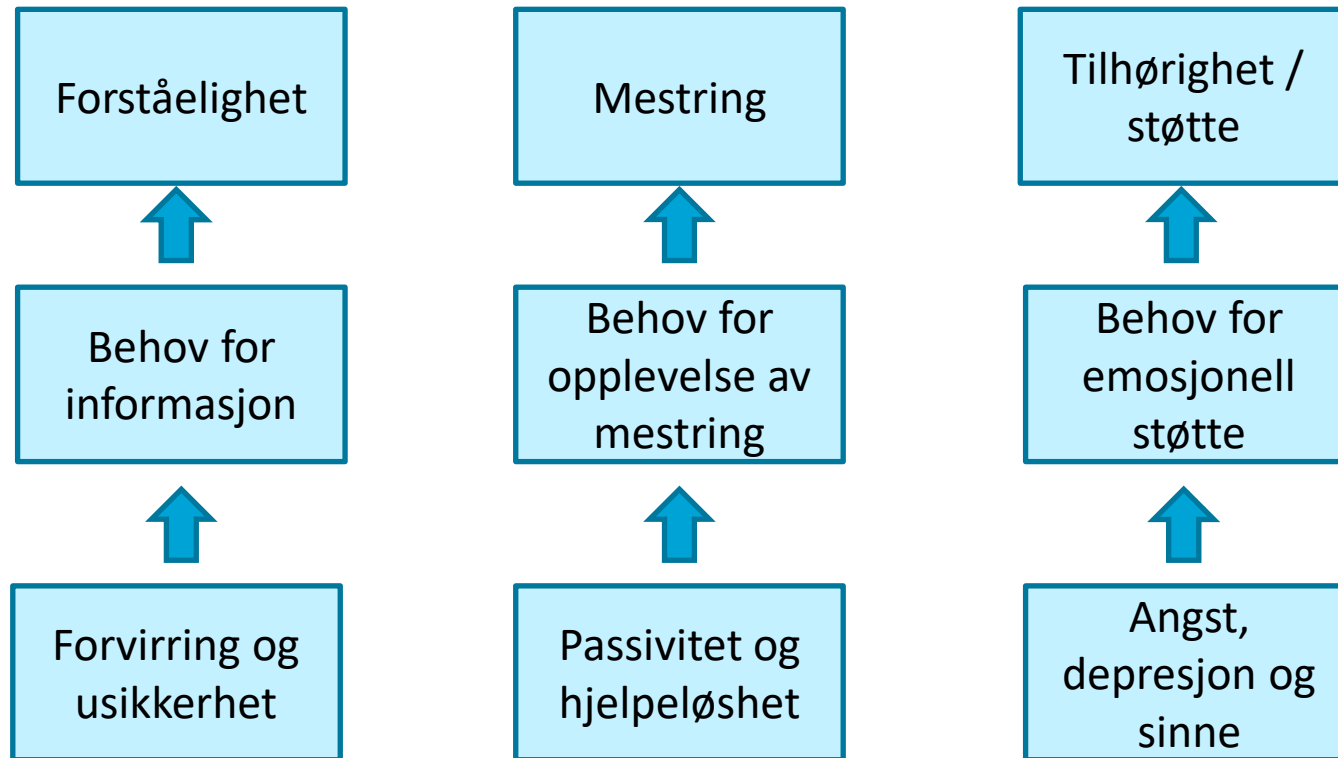 Forståelighet
Mestring
Tilhørighet /
støtte
Behov for
informasjon
Behov for
opplevelse av
mestring
Behov for
emosjonell
støtte
Forvirring og
usikkerhet
Passivitet og
hjelpeløshet
Angst,
depresjon og
sinne